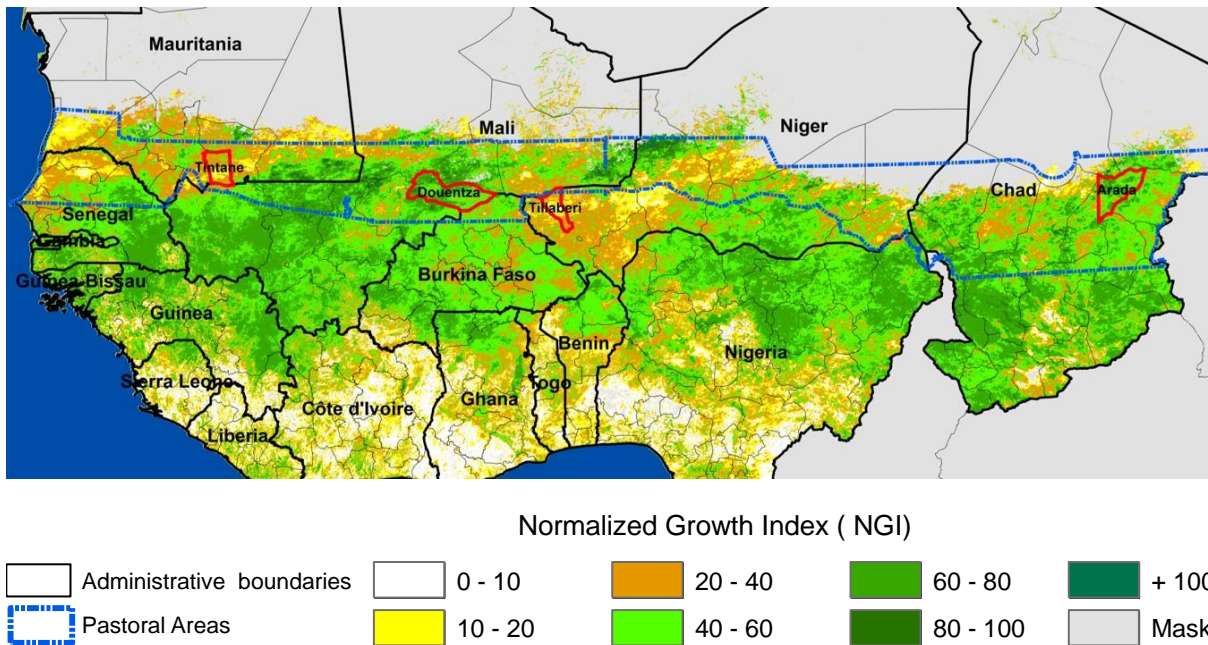 Mauritania
Mali
Niger
Chad
Tintane
Douentza
Tillaberi
Arada
Senegal
Gambia
Guinea-Bissau
Guinea
Burkina Faso
Benin
Nigeria
Sierra Leone
Togo
Ghana
Côte d'Ivoire
Liberia
Normalized Growth Index ( NGI)
Administrative boundaries 0 - 10 20 - 40 60 - 80 + 100
Pastoral Areas 10 - 20 40 - 60 80 - 100 Mask